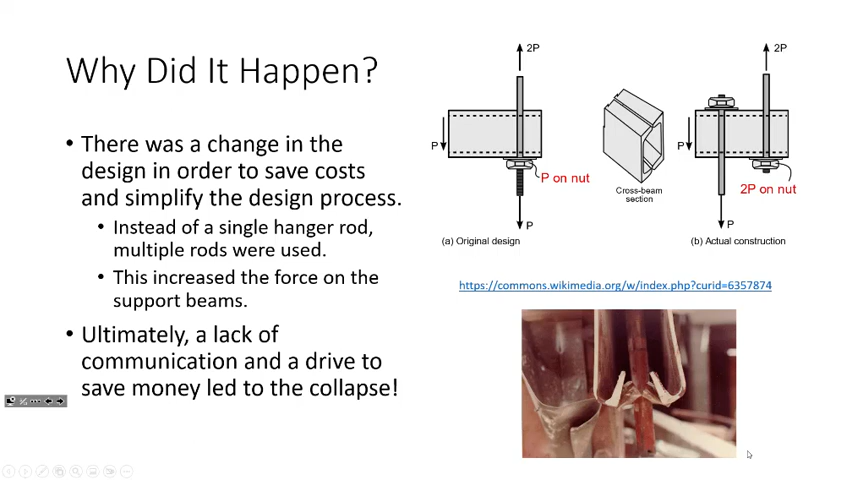 Why Did It Happen?
• There was a change in the
design in order to save costs
and simplify the design process.
• Instead of a single hanger rod,
multiple rods were used.
• This increased the force on the
support beams.
• Ultimately, a lack of
communication and a drive to
save money led to the collapse!
2P
P
P on nut
P
(a) Original design
Cross-beam
section
2P
P
2P on nut
P
(b) Actual construction
https://commons.wikimedia.org/w/index.php?curid=6357874